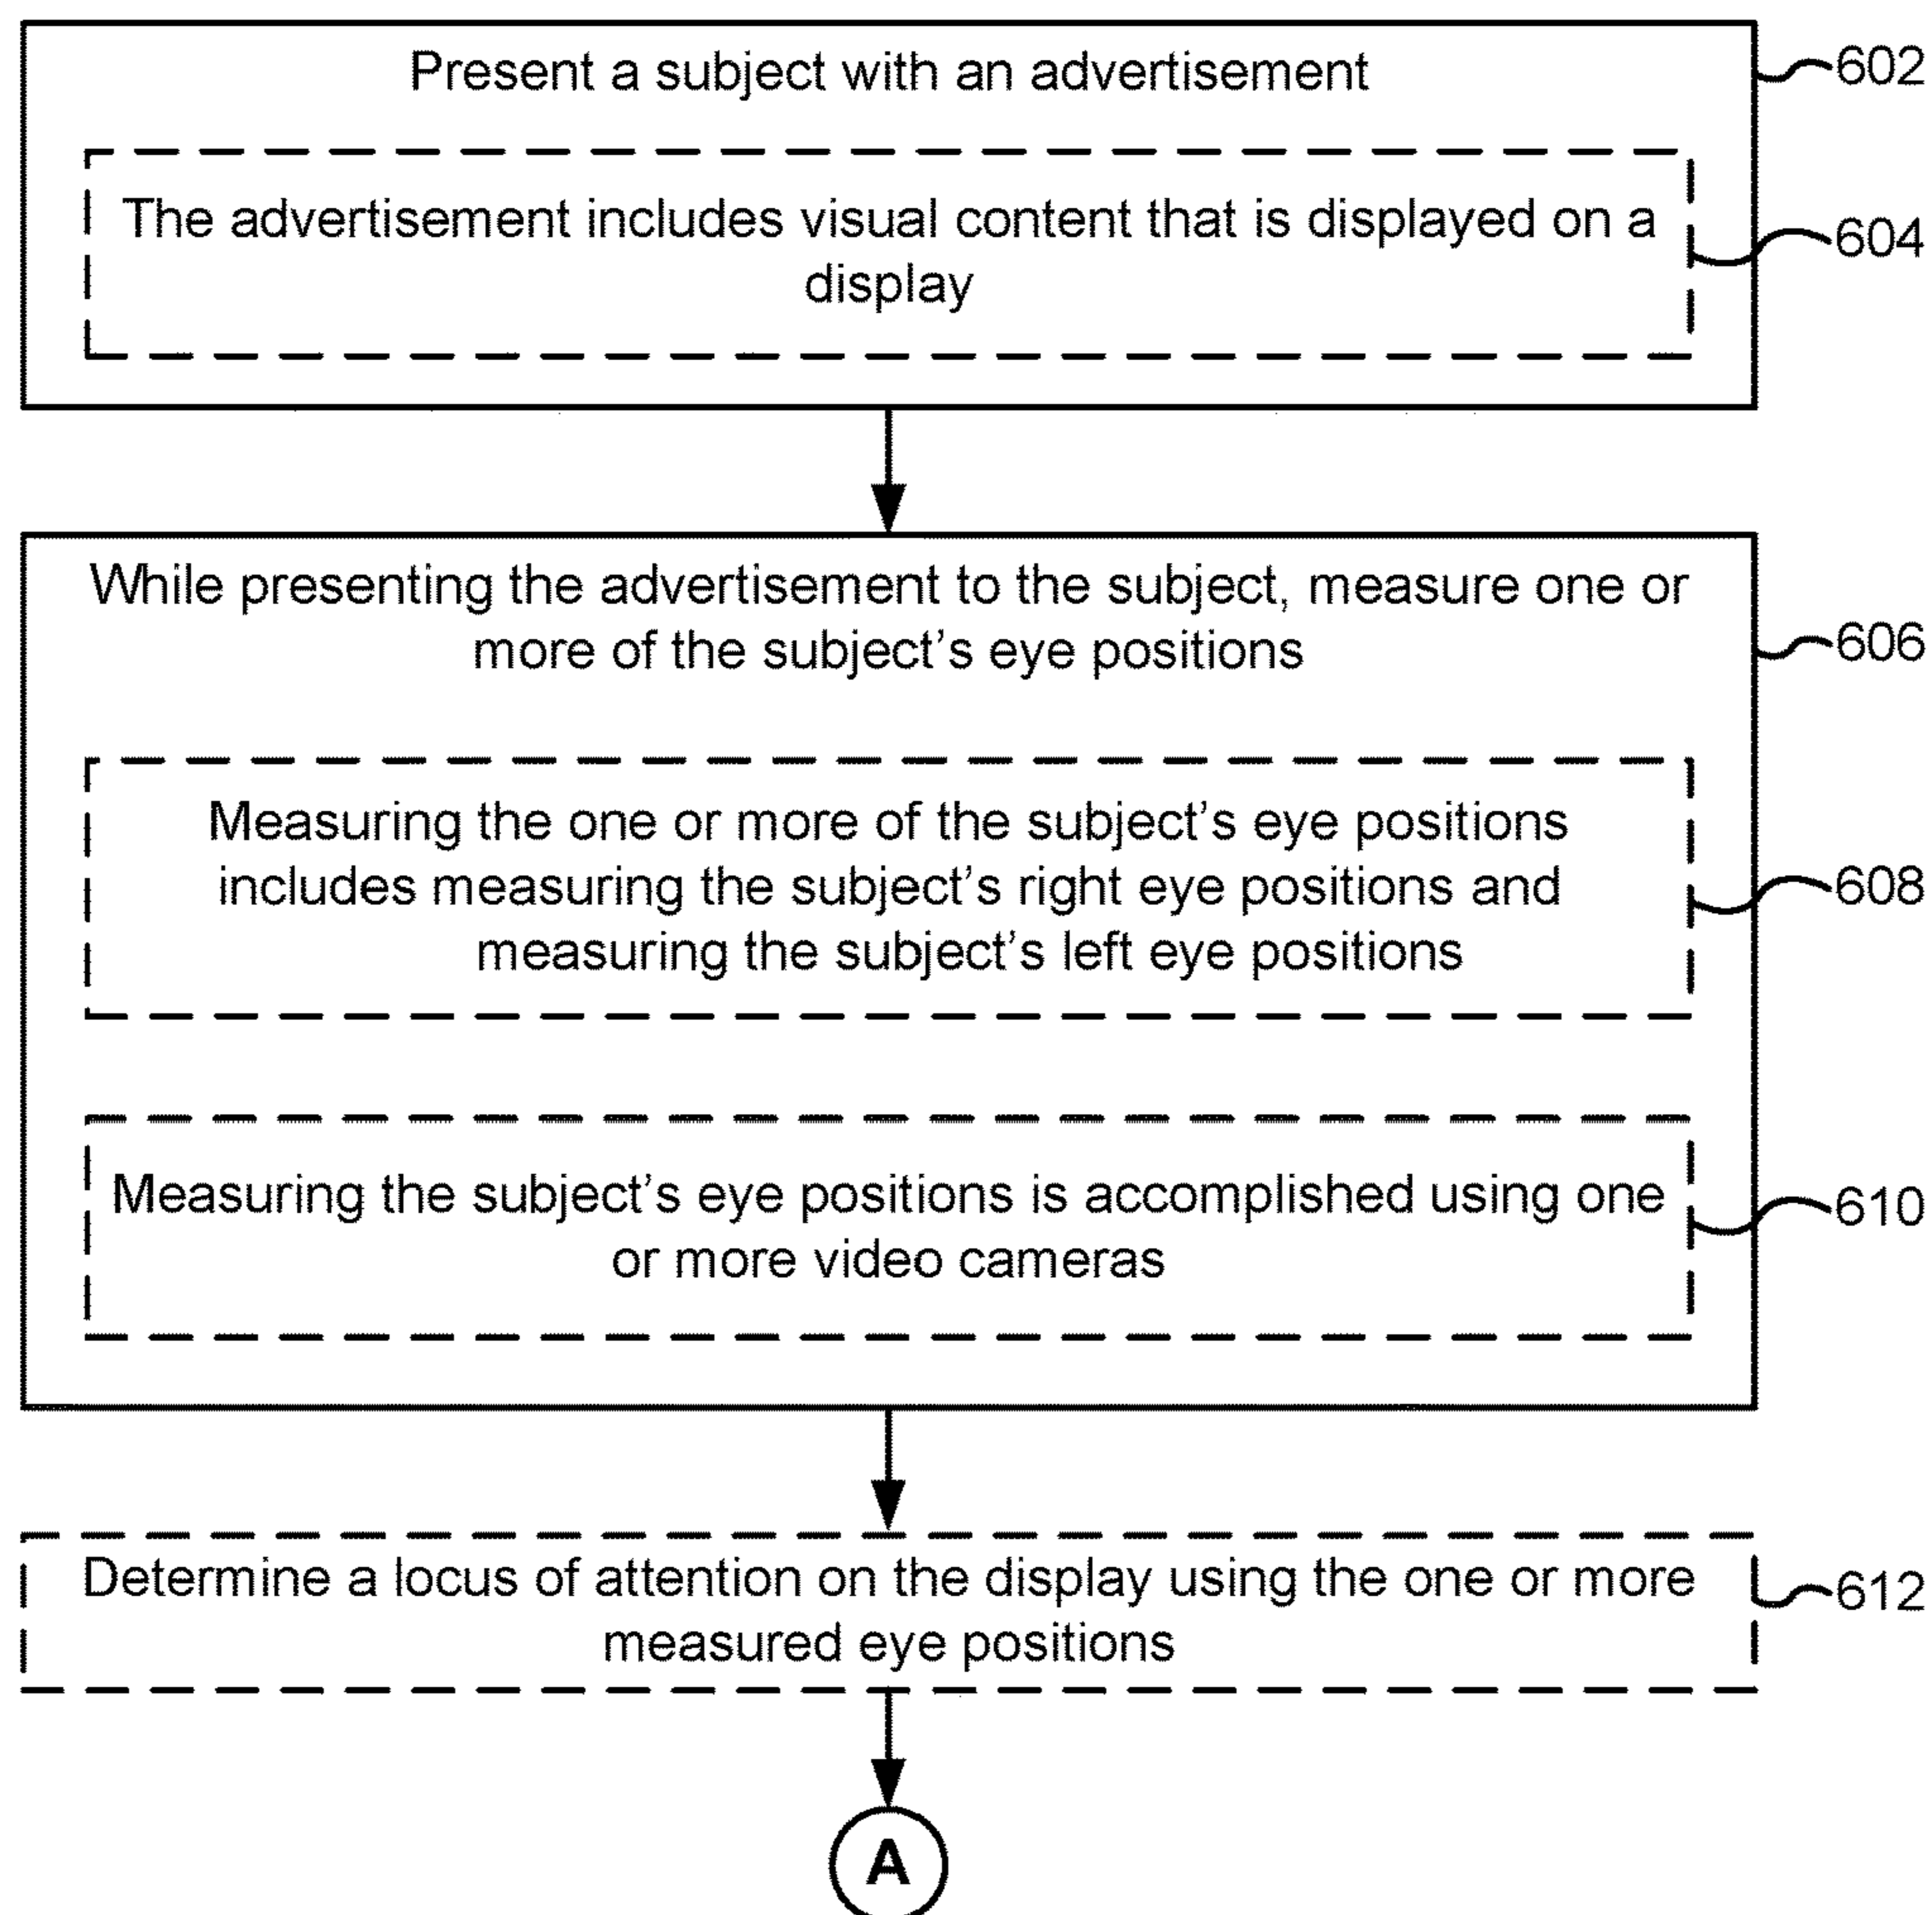 Present a subject with an advertisement
602
The advertisement includes visual content that is displayed on a
display
604
While presenting the advertisement to the subject, measure one or
more of the subject's eye positions
606
Measuring the one or more of the subject's eye positions
includes measuring the subject's right eye positions and
measuring the subject's left eye positions
608
Measuring the subject's eye positions is accomplished using one
or more video cameras
610
Determine a locus of attention on the display using the one or more
measured eye positions
612
A